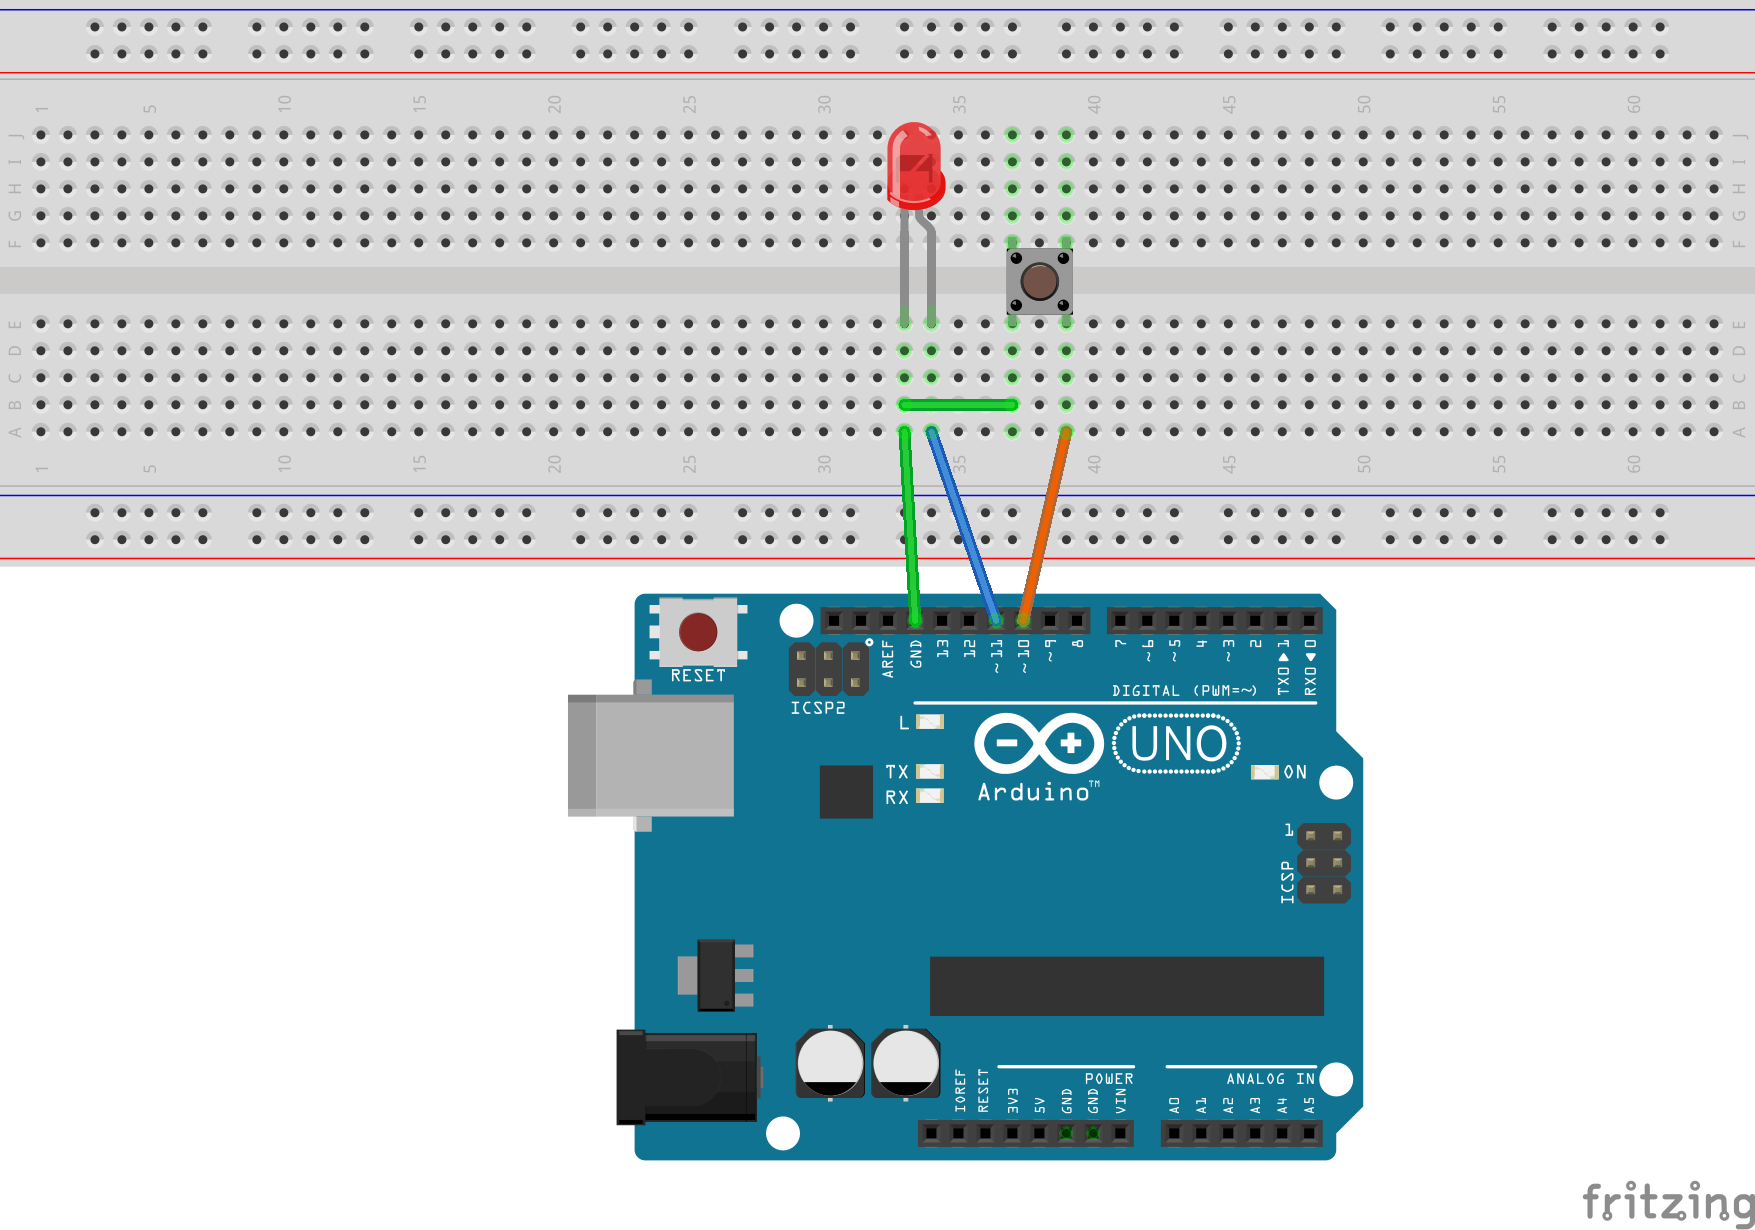 1 5 10 15 20 25 30 35 40 45 50 55 60
J J
I I
H H
G G
F F
E E
D D
C C
B B
A A
1 5 10 15 20 25 30 35 40 45 50 55 60
RESET
ICSP2
AREF GND 13 12 ~11 ~10 ~9 8 7 ~6 ~5 4 ~3 2 TX0▶1 RX0◀0
DIGITAL (PWM=~)
L
TX
RX
UNO
Arduino™
ON
1
ICSP
POWER
ANALOG IN
IOREF RESET 3V3 5V GND GND VIN A0 A1 A2 A3 A4 A5
fritzing